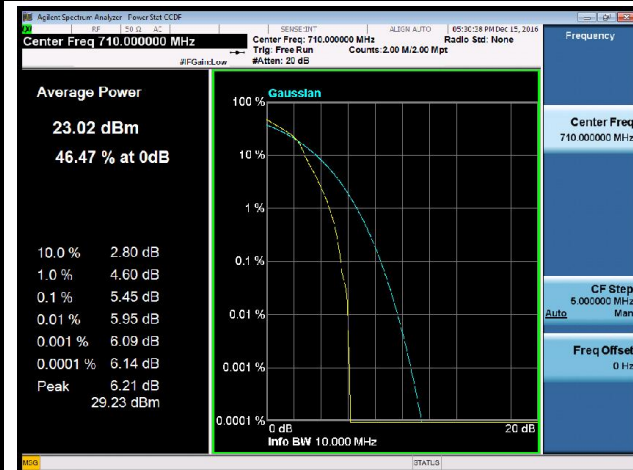 Agilent Spectrum Analyzer - Power Stat CCDF
RF 50 Ω AC SENSE:INT ALIGN AUTO 05:30:38 PM Dec 15, 2016
Center Freq 710.000000 MHz
Center Freq: 710.000000 MHz Radio Std: None
Trig: Free Run Counts:2.00 M/2.00 Mpt
#IFGain:Low #Atten: 20 dB
Frequency
Average Power
23.02 dBm
46.47 % at 0dB
10.0 % 2.80 dB
1.0 % 4.60 dB
0.1 % 5.45 dB
0.01 % 5.95 dB
0.001 % 6.09 dB
0.0001 % 6.14 dB
Peak 6.21 dB
29.23 dBm
Gaussian
100 %
10 %
1 %
0.1 %
0.01 %
0.001 %
0.0001 %
0 dB 20 dB
Info BW 10.000 MHz
Center Freq
710.000000 MHz
CF Step
5.000000 MHz
Auto Man
Freq Offset
0 Hz
MSG STATUS